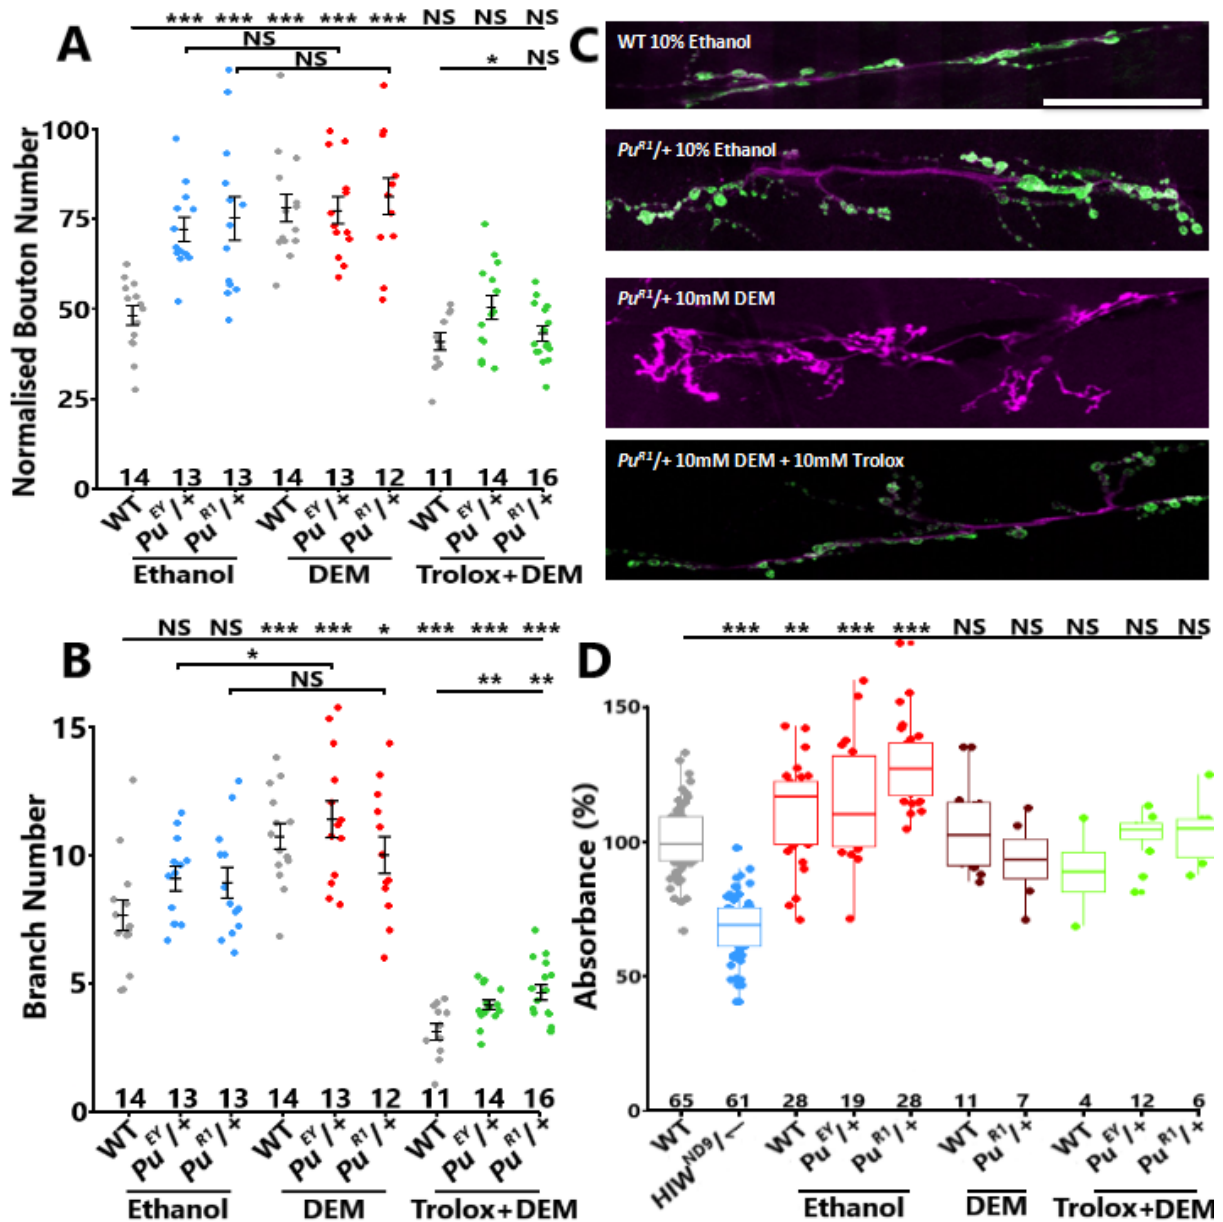 A
*** *** *** *** *** NS NS NS
NS
NS
* NS
Normalised Bouton Number
100
75
50
25
0
14 13 13 14 13 12 11 14 16
WT Pu^EY/+ Pu^R1/+ WT Pu^EY/+ Pu^R1/+ WT Pu^EY/+ Pu^R1/+
Ethanol DEM Trolox+DEM
C
WT 10% Ethanol
Pu^R1/+ 10% Ethanol
Pu^R1/+ 10mM DEM
Pu^R1/+ 10mM DEM + 10mM Trolox
B
NS NS *** *** * *** *** ***
*
NS
** **
Branch Number
15
10
5
0
14 13 13 14 13 12 11 14 16
WT Pu^EY/+ Pu^R1/+ WT Pu^EY/+ Pu^R1/+ WT Pu^EY/+ Pu^R1/+
Ethanol DEM Trolox+DEM
D
*** ** *** *** NS NS NS NS NS
Absorbance (%)
150
100
50
0
65 61 28 19 28 11 7 4 12 6
WT HIW^ND9/ WT Pu^EY/+ Pu^R1/+ WT Pu^R1/+ WT Pu^EY/+ Pu^R1/+
Ethanol DEM Trolox+DEM